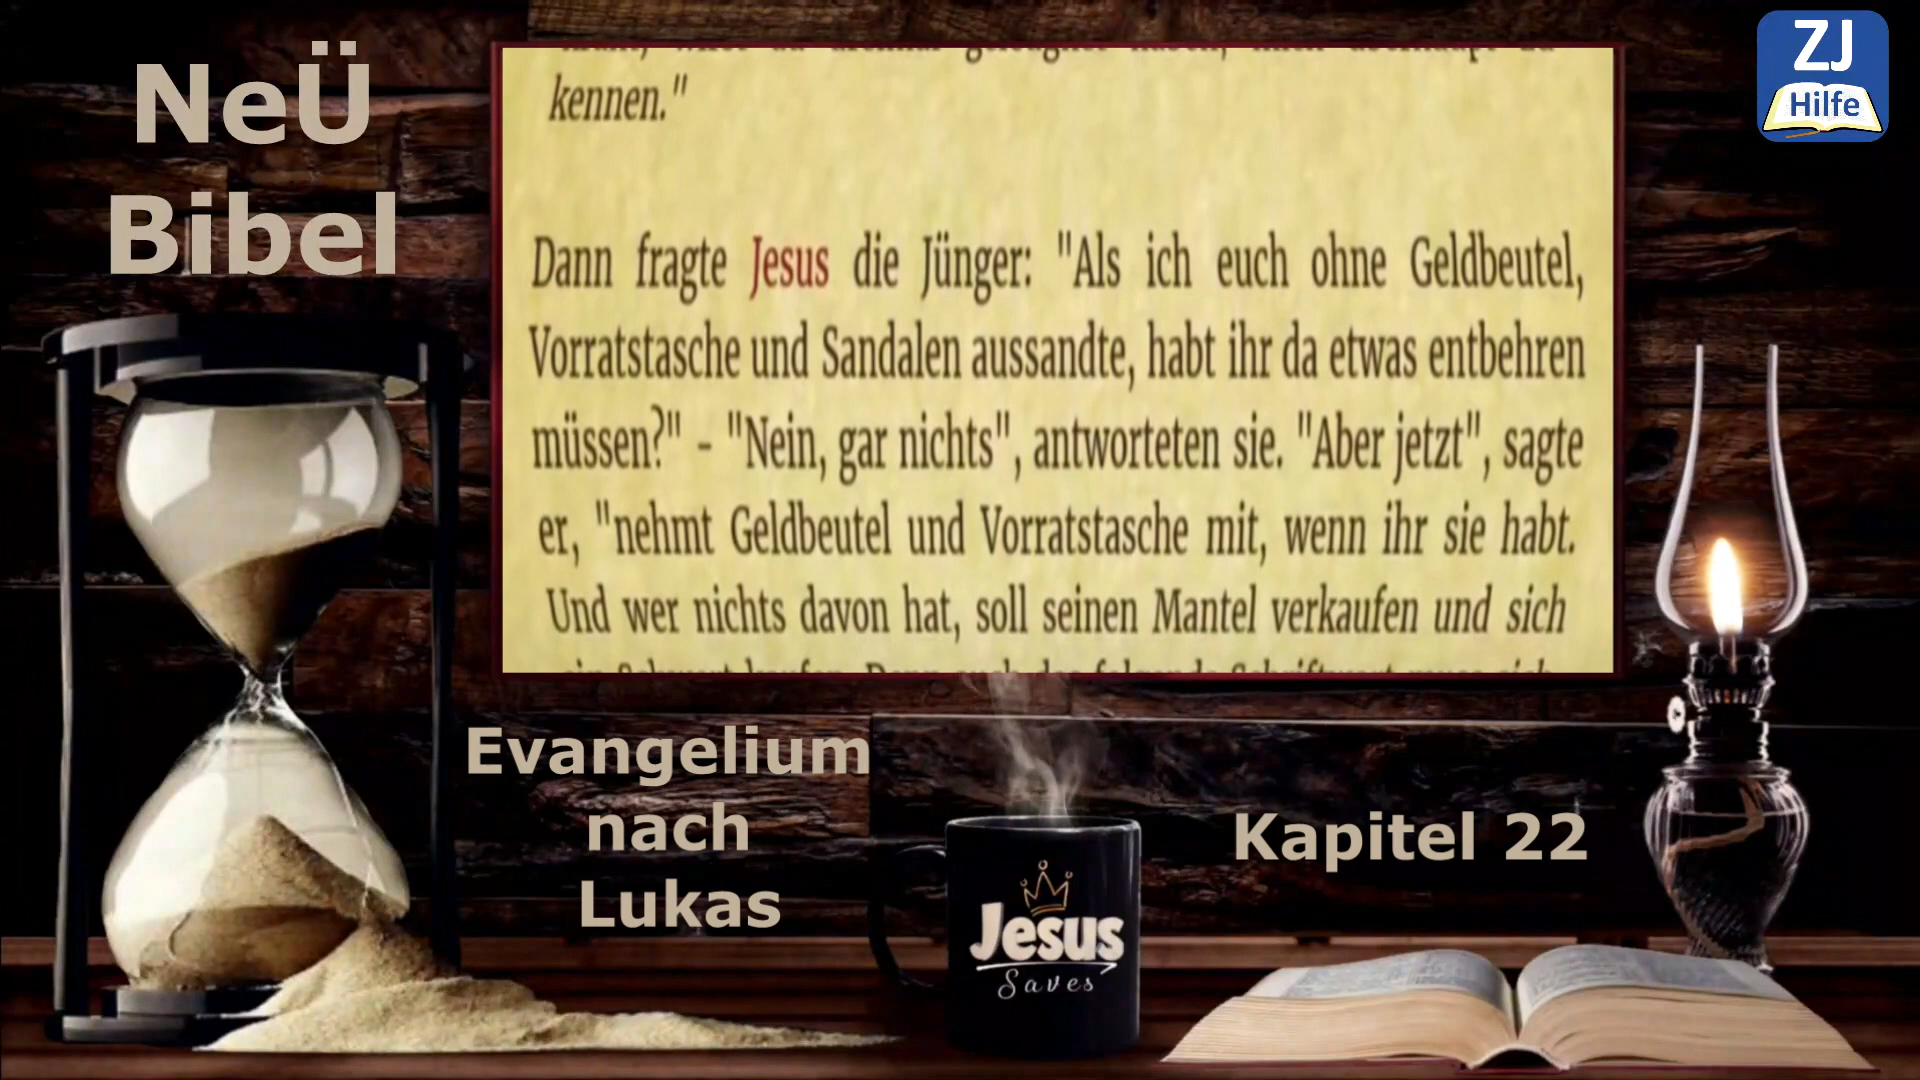 NeÜ
Bibel
ZJ
Hilfe
kennen."
Dann fragte Jesus die Jünger: "Als ich euch ohne Geldbeutel,
Vorratstasche und Sandalen aussandte, habt ihr da etwas entbehren
müssen?" - "Nein, gar nichts", antworteten sie. "Aber jetzt", sagte
er, "nehmt Geldbeutel und Vorratstasche mit, wenn ihr sie habt.
Und wer nichts davon hat, soll seinen Mantel verkaufen und sich
Evangelium
nach
Lukas
Kapitel 22
Jesus
Saves